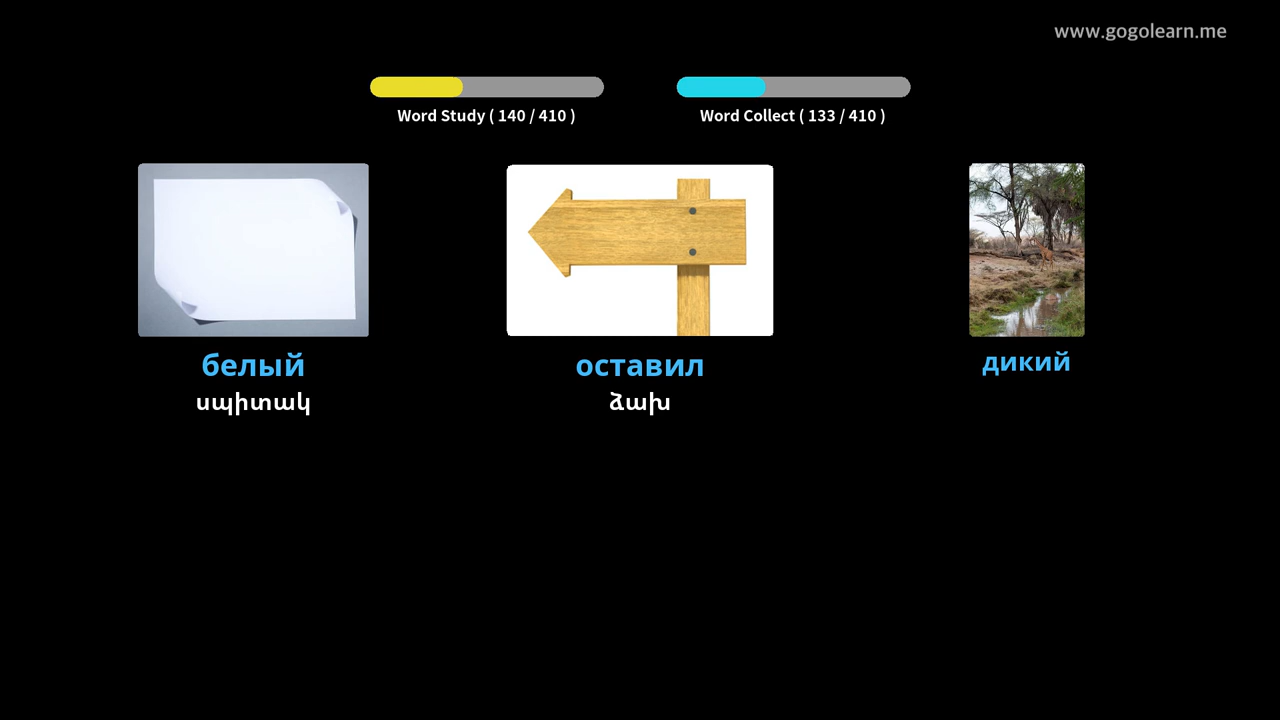 www.gogolearn.me
Word Study ( 140 / 410 )
Word Collect ( 133 / 410 )
белый
оставил
дикий
սպիտակ
ձախ